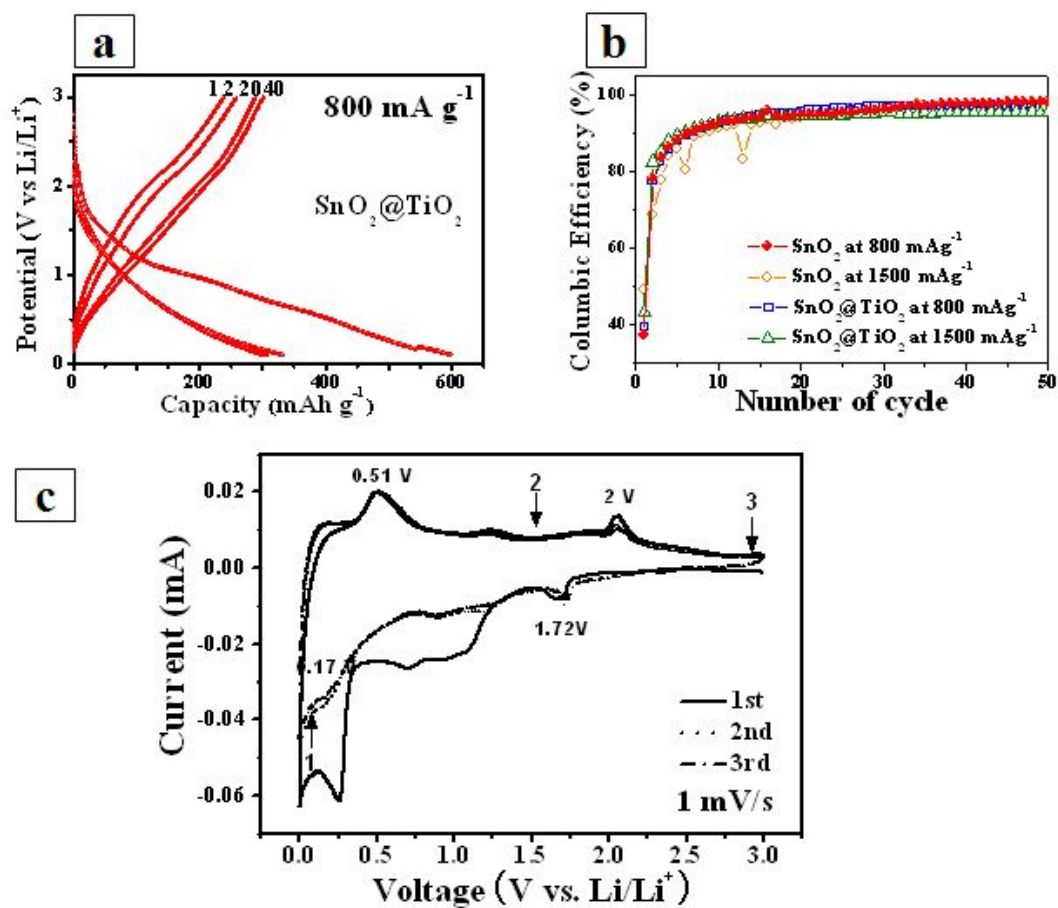 a
1 2 20 40
800 mA g⁻¹
SnO₂@TiO₂
3
2
1
0
0 100 200 300 400 500 600
Potential (V vs Li/Li⁺)
Capacity (mAh g⁻¹)
b
100
80
60
40
0 10 20 30 40 50
Columbic Efficiency (%)
Number of cycle
SnO₂ at 800 mAg⁻¹
SnO₂ at 1500 mAg⁻¹
SnO₂@TiO₂ at 800 mAg⁻¹
SnO₂@TiO₂ at 1500 mAg⁻¹
c
0.02
0.00
-0.02
-0.04
-0.06
0.51 V
2
2 V
3
1.72V
0.17
1
1st
2nd
3rd
1 mV/s
0.0 0.5 1.0 1.5 2.0 2.5 3.0
Current (mA)
Voltage (V vs. Li/Li⁺)